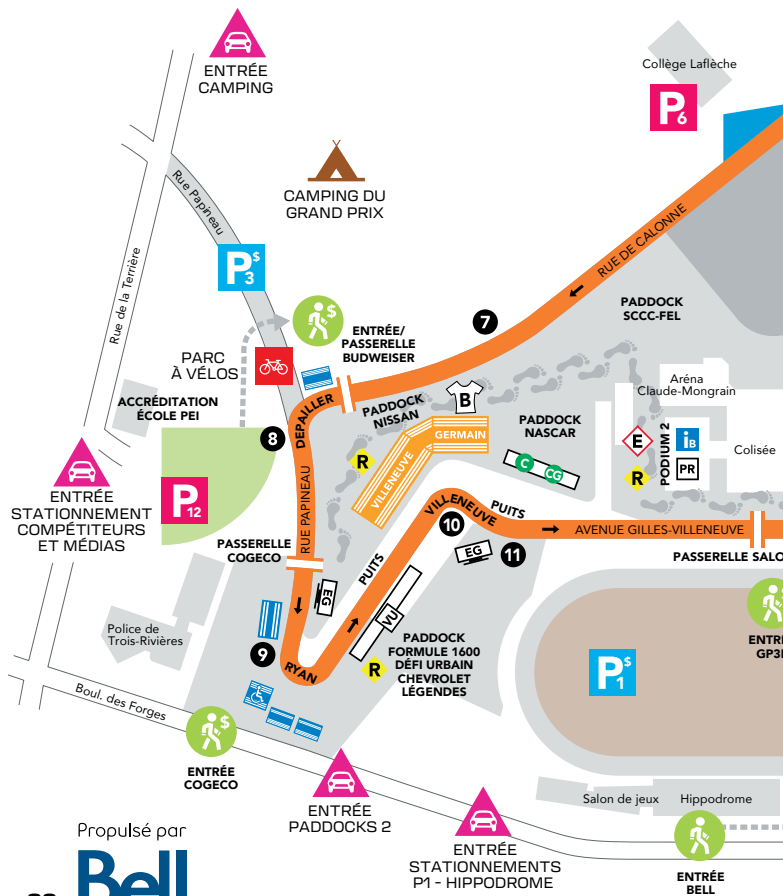 ENTRÉE
CAMPING
Collège Laflèche
P6
Rue Papineau
CAMPING DU
GRAND PRIX
Rue de la Terrière
P$3
RUE DE CALONNE
7
PADDOCK
SCCC-FEL
$
ENTRÉE/
PASSERELLE
BUDWEISER
PARC
À VÉLOS
ACCRÉDITATION
ÉCOLE PEI
DEPAILLER
8
PADDOCK
NISSAN
B
GERMAIN
VILLENEUVE
R
PADDOCK
NASCAR
C
CG
Aréna
Claude-Mongrain
E
iB
PODIUM 2
R
PR
Colisée
ENTRÉE
STATIONNEMENT
COMPÉTITEURS
ET MÉDIAS
P12
RUE PAPINEAU
PASSERELLE
COGECO
EG
PUITS
VILLENEUVE
PUITS
10
11
EG
AVENUE GILLES-VILLENEUVE
PASSERELLE SALO
Police de
Trois-Rivières
9
RYAN
VU
R
PADDOCK
FORMULE 1600
DÉFI URBAIN
CHEVROLET
LÉGENDES
P$1
$
ENTRÉ
GP3R
Boul. des Forges
$
ENTRÉE
COGECO
ENTRÉE
PADDOCKS 2
Salon de jeux
Hippodrome
ENTRÉE
STATIONNEMENTS
P1 - HIPPODROME
ENTRÉE
BELL
Propulsé par
Bell